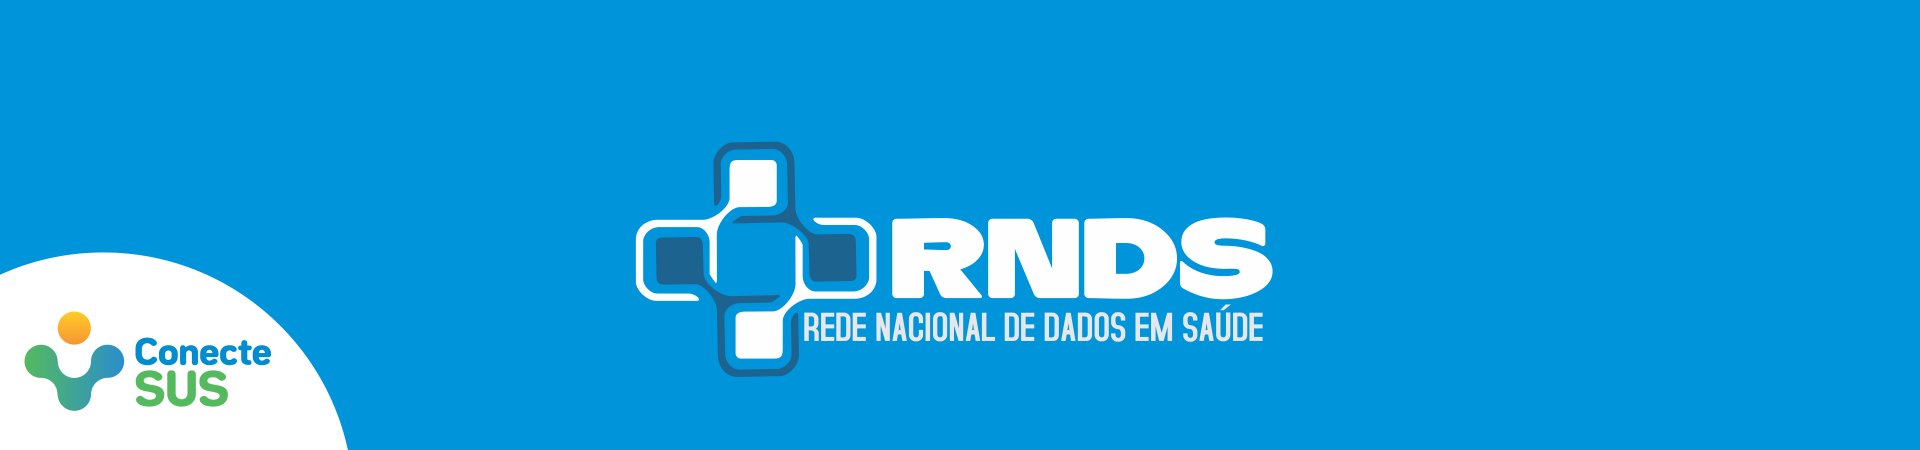 RNDS
REDE NACIONAL DE DADOS EM SAÚDE
Conecte
SUS